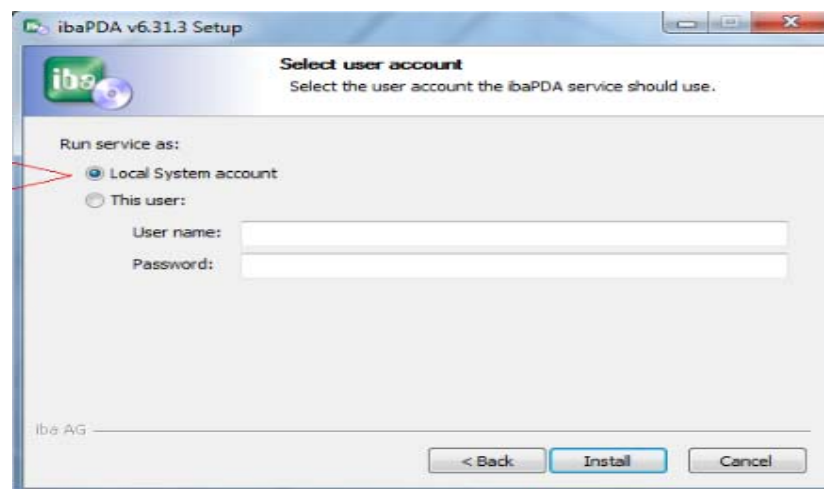 ibaPDA v6.31.3 Setup
iba
Select user account
Select the user account the ibaPDA service should use.
Run service as:
Local System account
This user:
User name:
Password:
iba AG
< Back
Install
Cancel